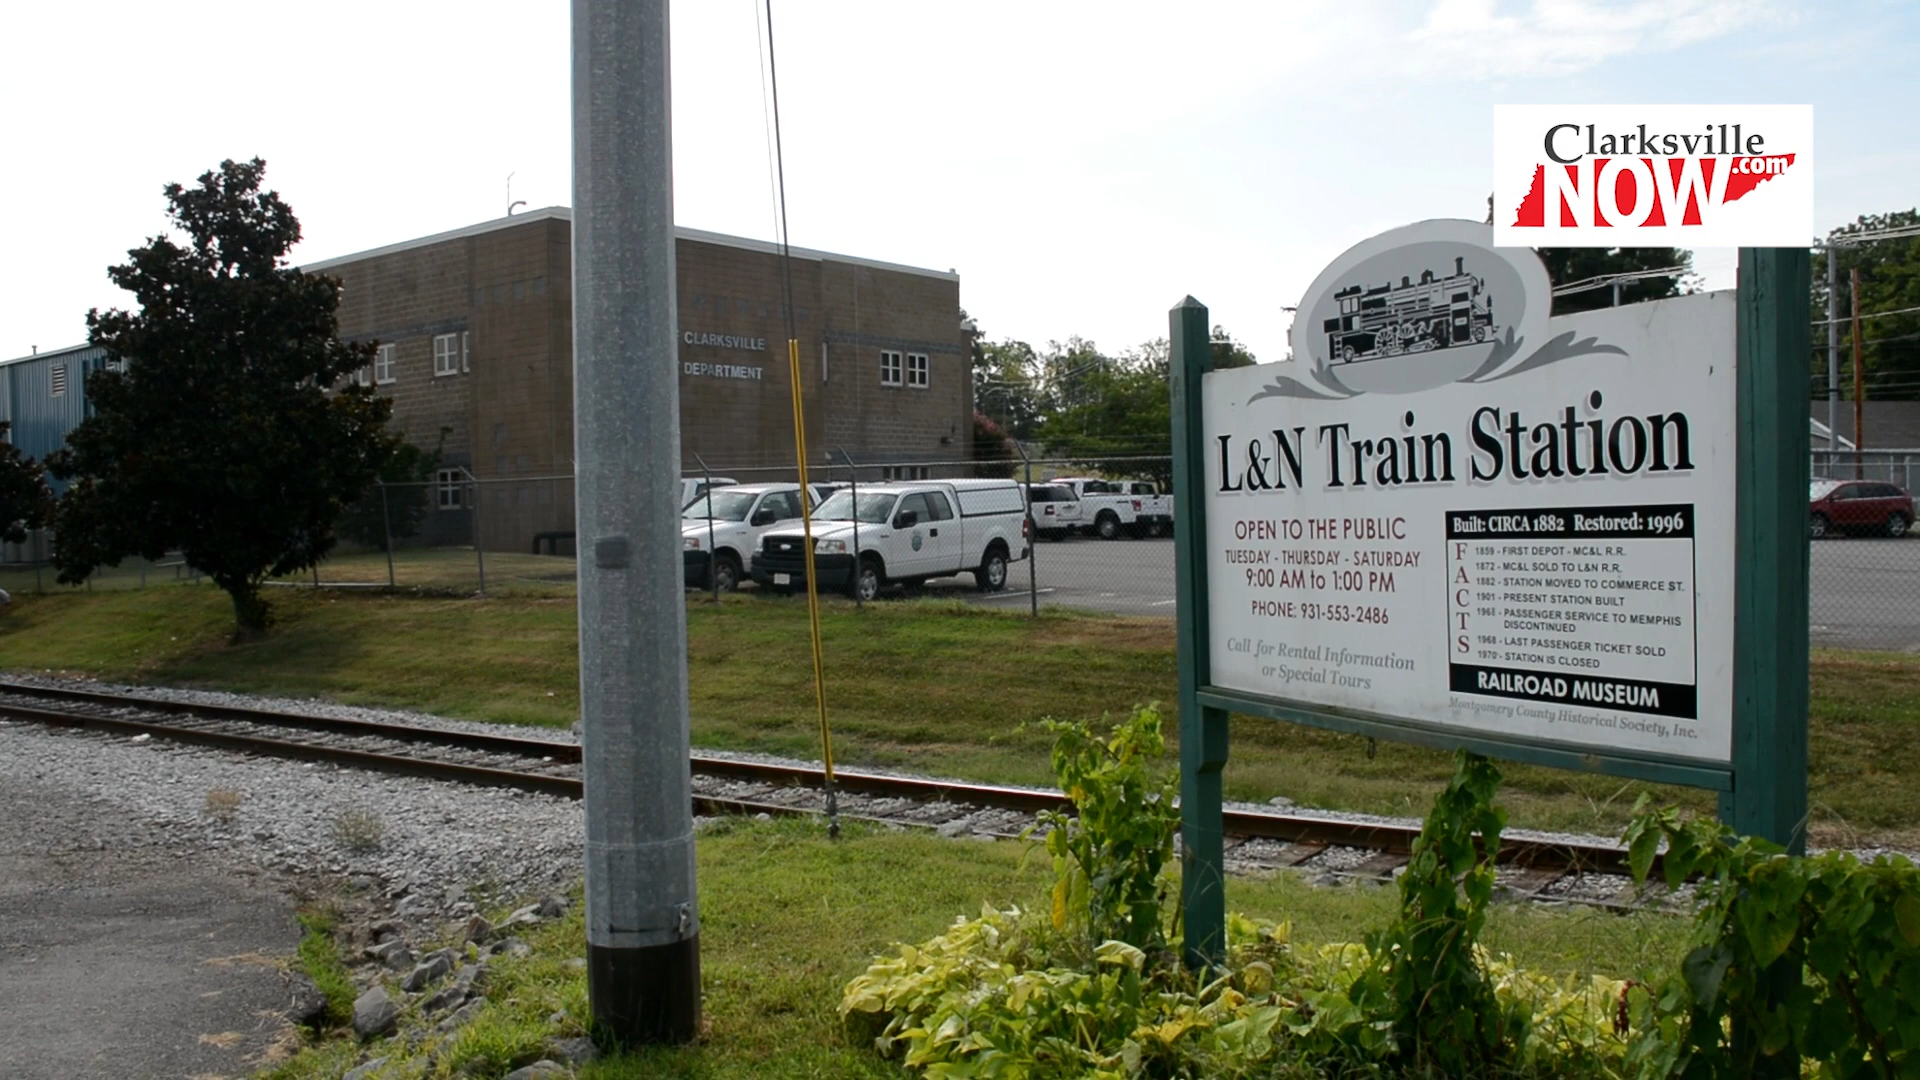 Clarksville
NOW.com
CLARKSVILLE
DEPARTMENT
L&N Train Station
OPEN TO THE PUBLIC
TUESDAY - THURSDAY - SATURDAY
9:00 AM to 1:00 PM
PHONE: 931-553-2486
Call for Rental Information
or Special Tours
Built: CIRCA 1882 Restored: 1996
FACTS
1859 - FIRST DEPOT - MC&L R.R.
1872 - MC&L SOLD TO L&N R.R.
1882 - STATION MOVED TO COMMERCE ST.
1901 - PRESENT STATION BUILT
1968 - PASSENGER SERVICE TO MEMPHIS
DISCONTINUED
1968 - LAST PASSENGER TICKET SOLD
1970 - STATION IS CLOSED
RAILROAD MUSEUM
Montgomery County Historical Society, Inc.